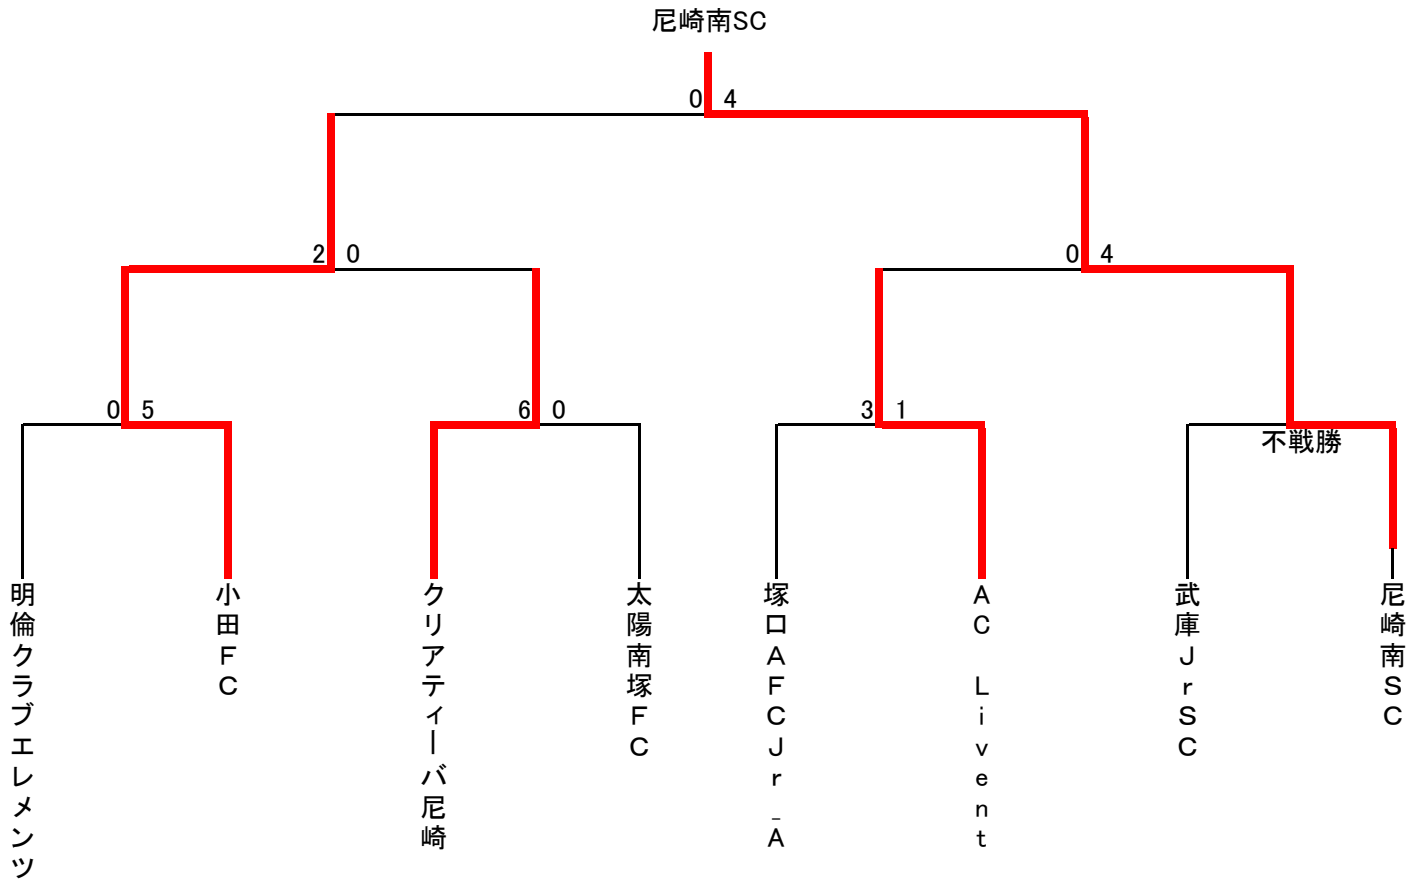 尼崎南SC
0 4
2 0
0 4
0 5
6 0
3 1
不戦勝
明倫クラブエレメンツ
小田FC
クリアティーバ尼崎
太陽南塚FC
塚口AFCJr_A
AC Livent
武庫JrSC
尼崎南SC